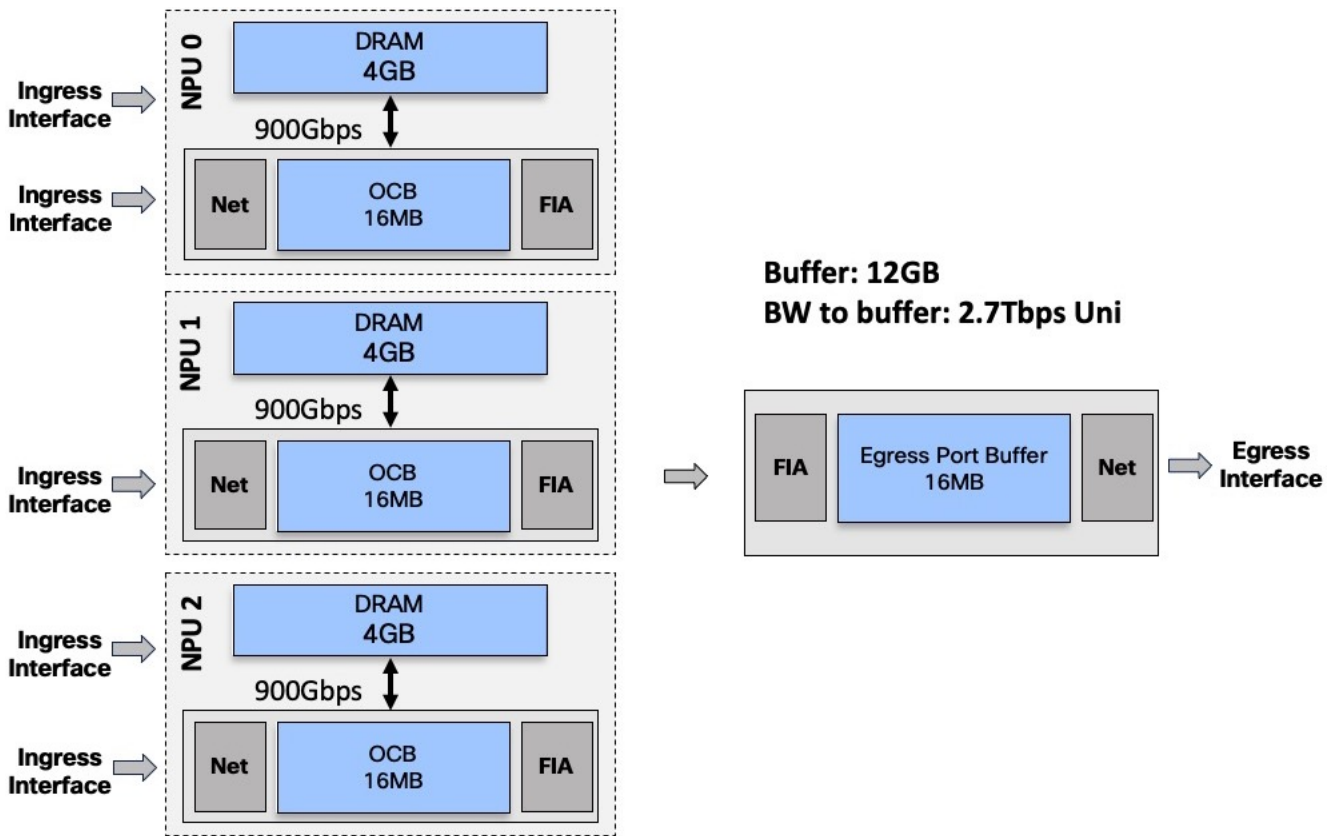 NPU 0
DRAM
4GB
Ingress
Interface
900Gbps
Ingress
Interface
Net
OCB
16MB
FIA
NPU 1
DRAM
4GB
900Gbps
Ingress
Interface
Net
OCB
16MB
FIA
NPU 2
DRAM
4GB
Ingress
Interface
900Gbps
Ingress
Interface
Net
OCB
16MB
FIA
Buffer: 12GB
BW to buffer: 2.7Tbps Uni
FIA
Egress Port Buffer
16MB
Net
Egress
Interface